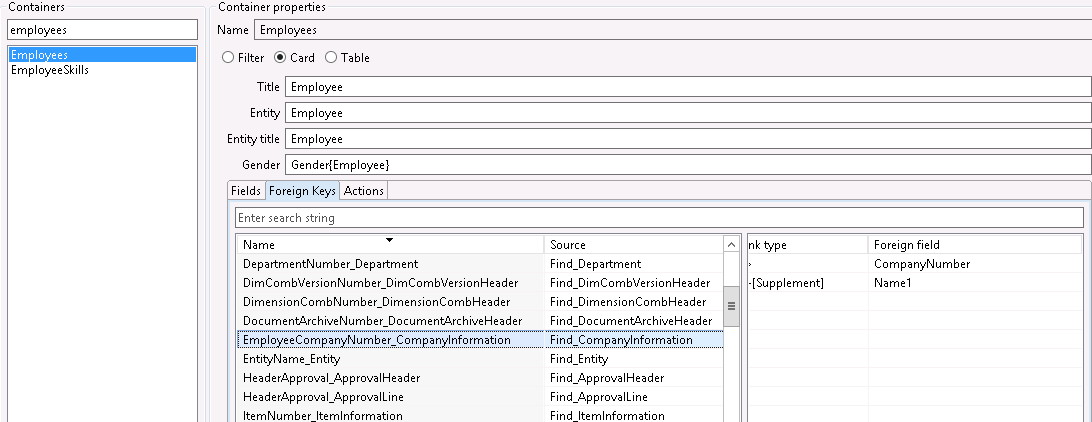 Containers
employees
Employees
EmployeeSkills
Container properties
Name Employees
Filter Card Table
Title Employee
Entity Employee
Entity title Employee
Gender Gender{Employee}
Fields Foreign Keys Actions
Enter search string
Name Source
DepartmentNumber_Department Find_Department
DimCombVersionNumber_DimCombVersionHeader Find_DimCombVersionHeader
DimensionCombNumber_DimensionCombHeader Find_DimensionCombHeader
DocumentArchiveNumber_DocumentArchiveHeader Find_DocumentArchiveHeader
EmployeeCompanyNumber_CompanyInformation Find_CompanyInformation
EntityName_Entity Find_Entity
HeaderApproval_ApprovalHeader Find_ApprovalHeader
HeaderApproval_ApprovalLine Find_ApprovalLine
ItemNumber_ItemInformation Find_ItemInformation
nk type Foreign field
> CompanyNumber
-[Supplement] Name1